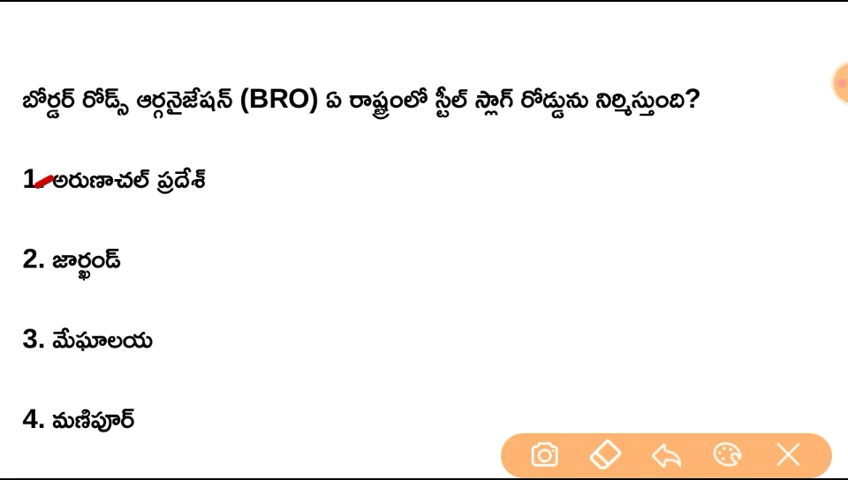 బోర్డర్ రోడ్స్ ఆర్గనైజేషన్ (BRO) ఏ రాష్ట్రంలో స్టీల్ స్లాగ్ రోడ్డును నిర్మిస్తుంది?
1. అరుణాచల్ ప్రదేశ్
2. జార్ఖండ్
3. మేఘాలయ
4. మణిపూర్